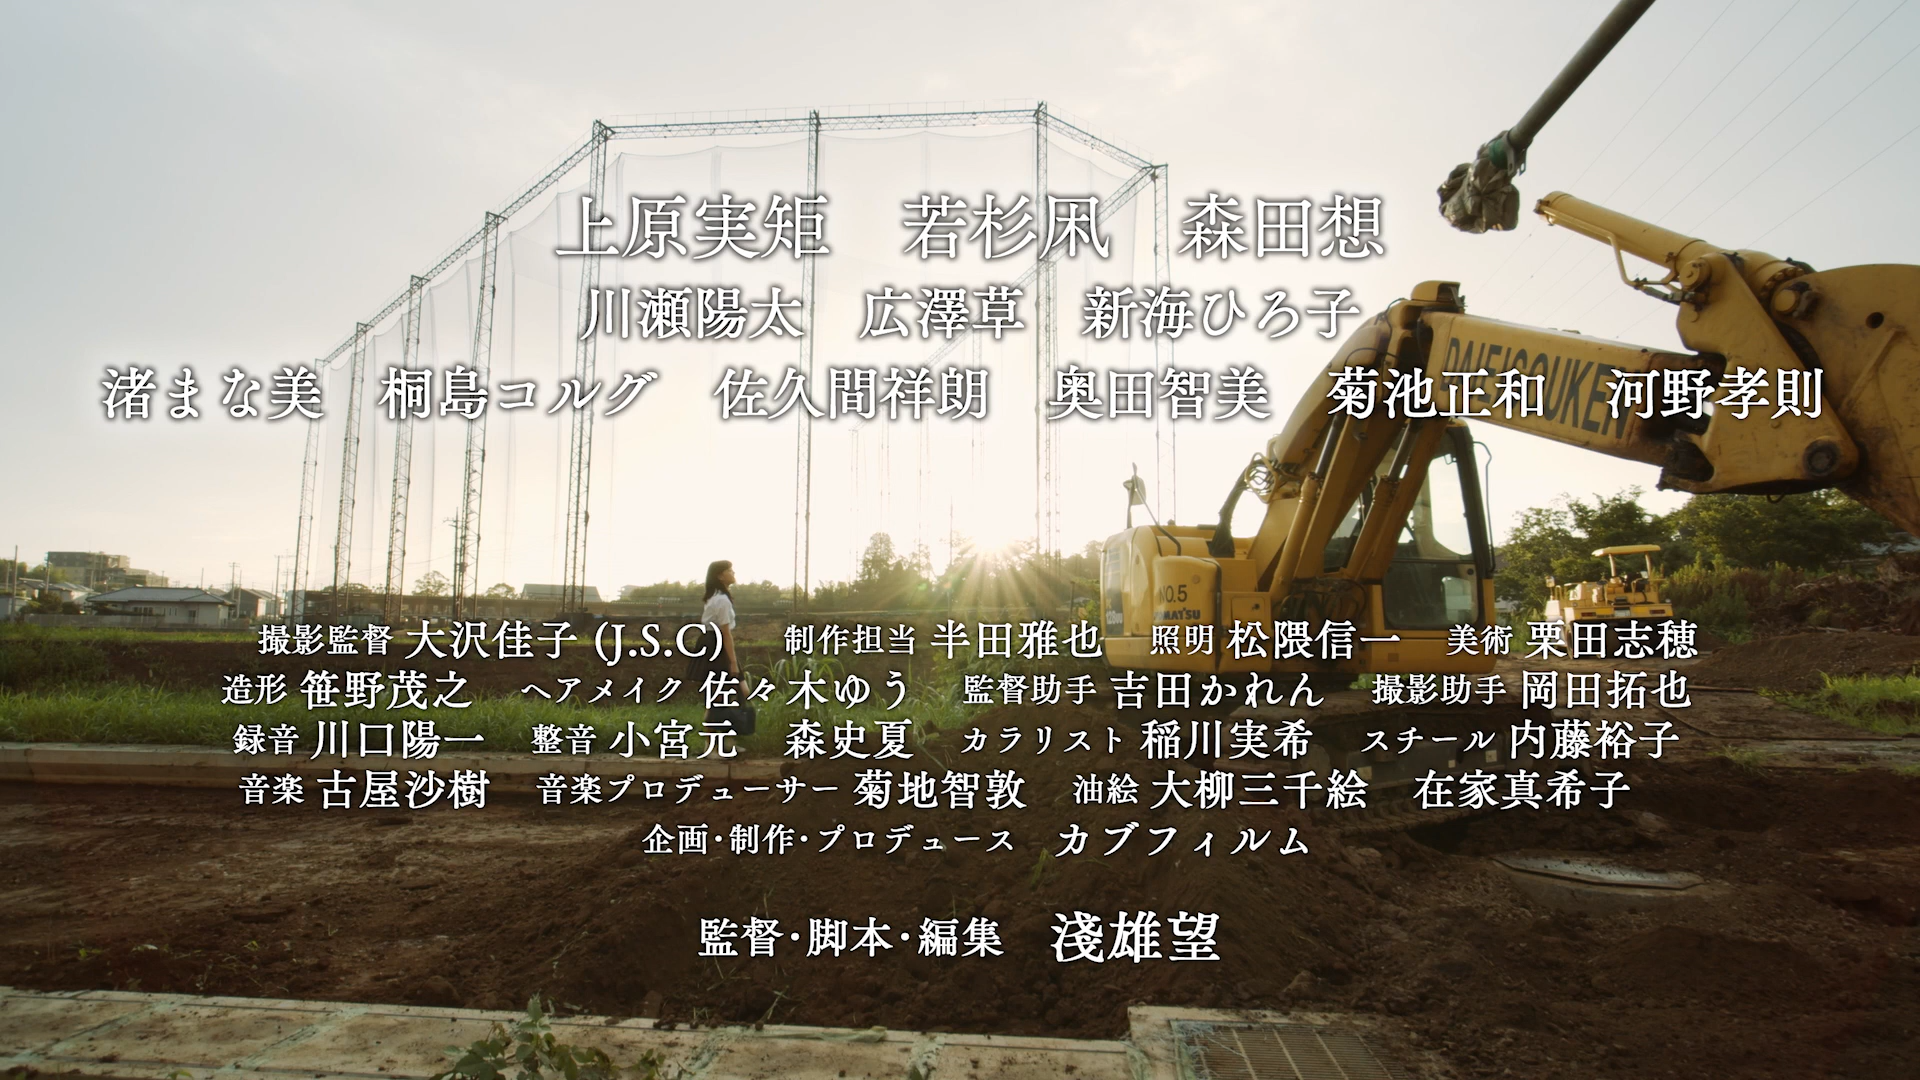 上原実矩　若杉凩　森田想
川瀬陽太　広澤草　新海ひろ子
渚まな美　桐島コルグ　佐久間祥朗　奥田智美　菊池正和　河野孝則
撮影監督 大沢佳子 (J.S.C)　制作担当 半田雅也　照明 松隈信一　美術 栗田志穂
造形 笹野茂之　ヘアメイク 佐々木ゆう　監督助手 吉田かれん　撮影助手 岡田拓也
録音 川口陽一　整音 小宮元　森史夏　カラリスト 稲川実希　スチール 内藤裕子
音楽 古屋沙樹　音楽プロデューサー 菊地智敦　油絵 大柳三千絵　在家真希子
企画・制作・プロデュース　カブフィルム
監督・脚本・編集　淺雄望
NO.5
KOMATSU